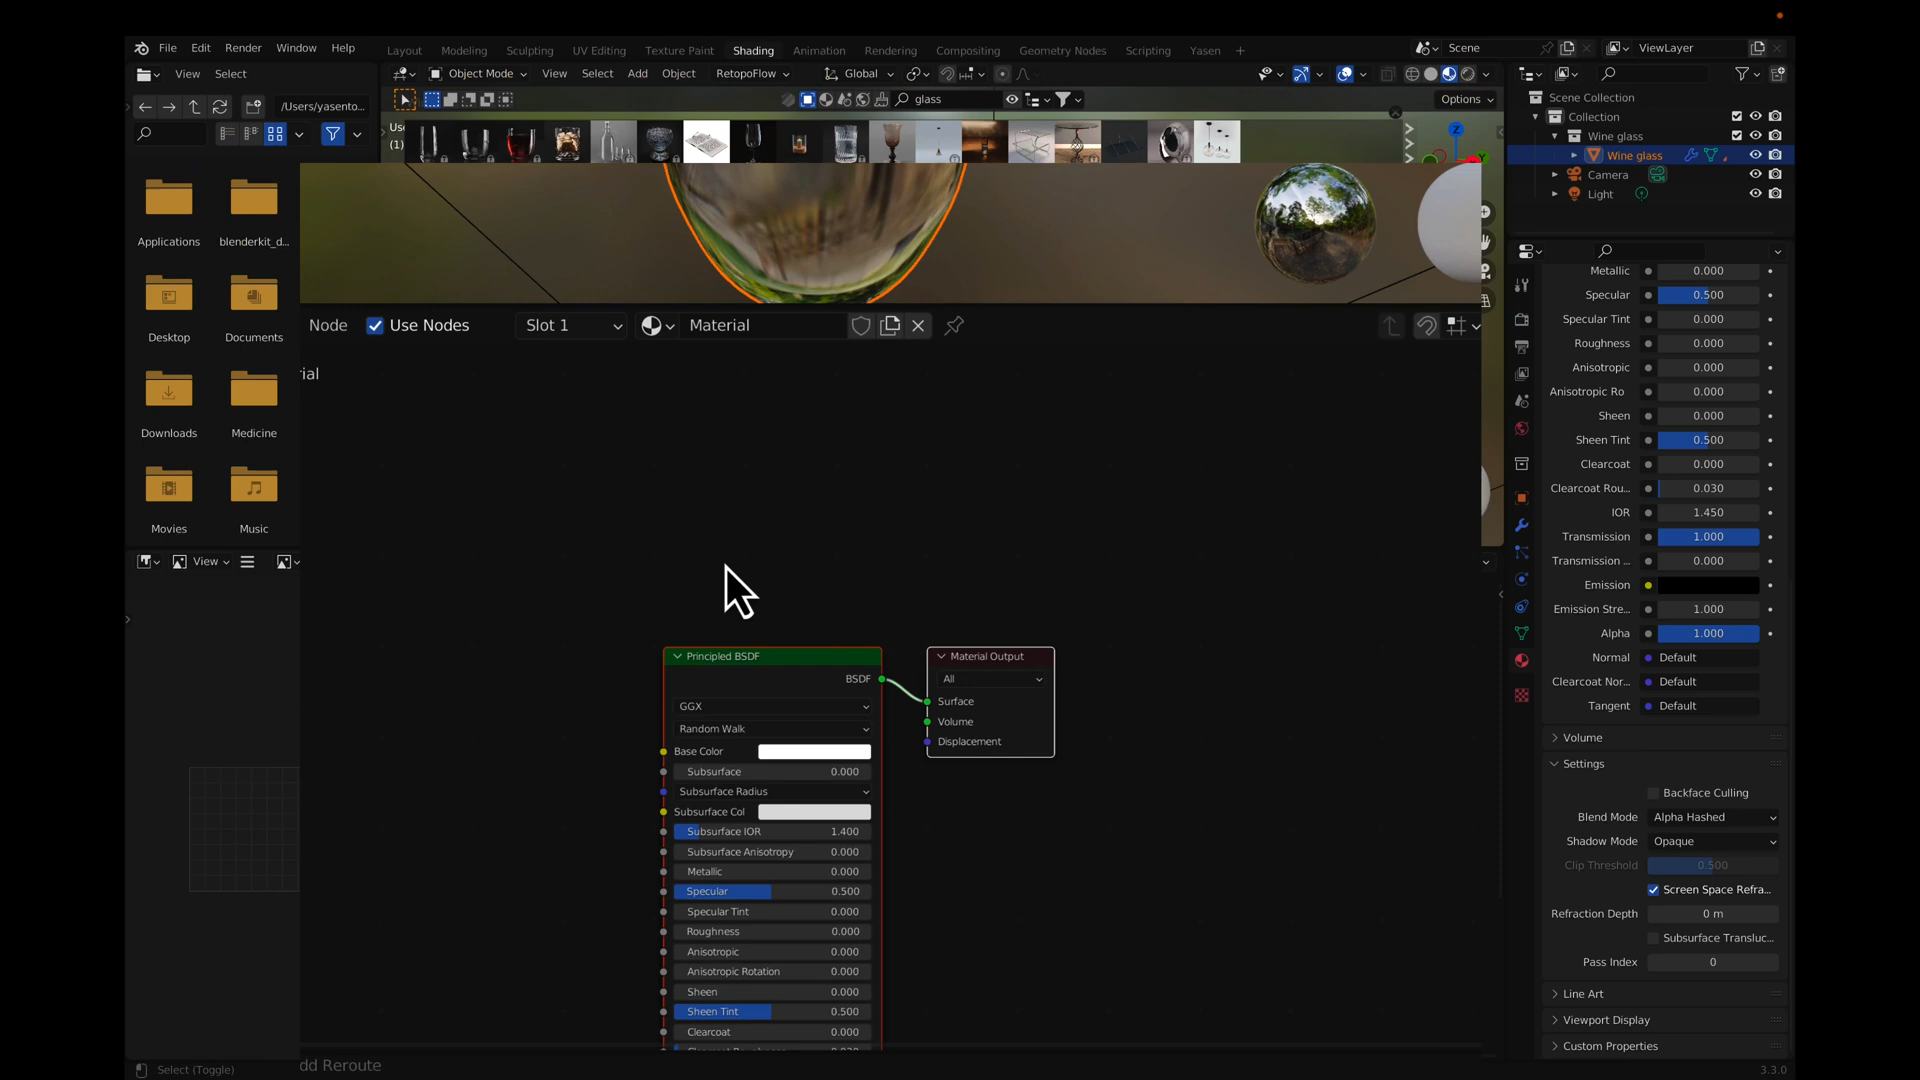 File Edit Render Window Help
Layout Modeling Sculpting UV Editing Texture Paint Shading Animation Rendering Compositing Geometry Nodes Scripting Yasen +
Scene
ViewLayer
View Select
Object Mode View Select Add Object RetopoFlow Global
/Users/yasento...
glass
Options
Use
(1)
Z
Y
Scene Collection
Collection
Wine glass
Wine glass
Camera
Light
Applications
blenderkit_d...
Desktop
Documents
Downloads
Medicine
Movies
Music
View
Node Use Nodes Slot 1 Material
ial
Principled BSDF
BSDF
GGX
Random Walk
Base Color
Subsurface 0.000
Subsurface Radius
Subsurface Col
Subsurface IOR 1.400
Subsurface Anisotropy 0.000
Metallic 0.000
Specular 0.500
Specular Tint 0.000
Roughness 0.000
Anisotropic 0.000
Anisotropic Rotation 0.000
Sheen 0.000
Sheen Tint 0.500
Clearcoat 0.000
Material Output
All
Surface
Volume
Displacement
Metallic 0.000
Specular 0.500
Specular Tint 0.000
Roughness 0.000
Anisotropic 0.000
Anisotropic Ro 0.000
Sheen 0.000
Sheen Tint 0.500
Clearcoat 0.000
Clearcoat Rou... 0.030
IOR 1.450
Transmission 1.000
Transmission ... 0.000
Emission
Emission Stre... 1.000
Alpha 1.000
Normal Default
Clearcoat Nor... Default
Tangent Default
Volume
Settings
Backface Culling
Blend Mode Alpha Hashed
Shadow Mode Opaque
Clip Threshold 0.500
Screen Space Refra...
Refraction Depth 0 m
Subsurface Transluc...
Pass Index 0
Line Art
Viewport Display
Custom Properties
Select (Toggle)
dd Reroute
3.3.0